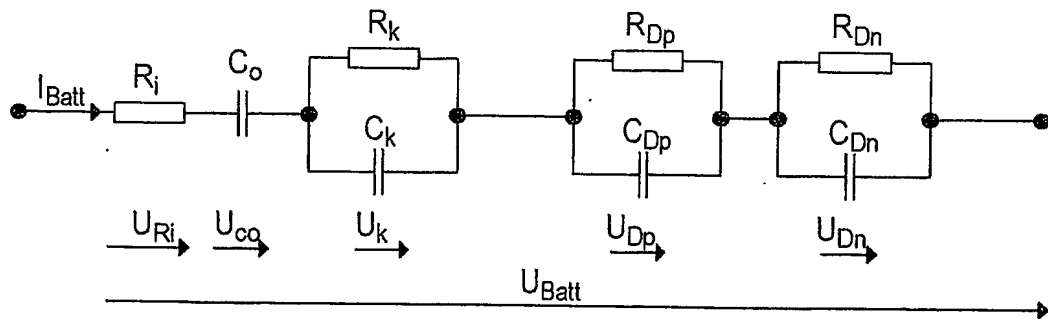 R_k R_Dp R_Dn
I_Batt R_i C_o
C_k C_Dp C_Dn
U_Ri U_co U_k U_Dp U_Dn
U_Batt